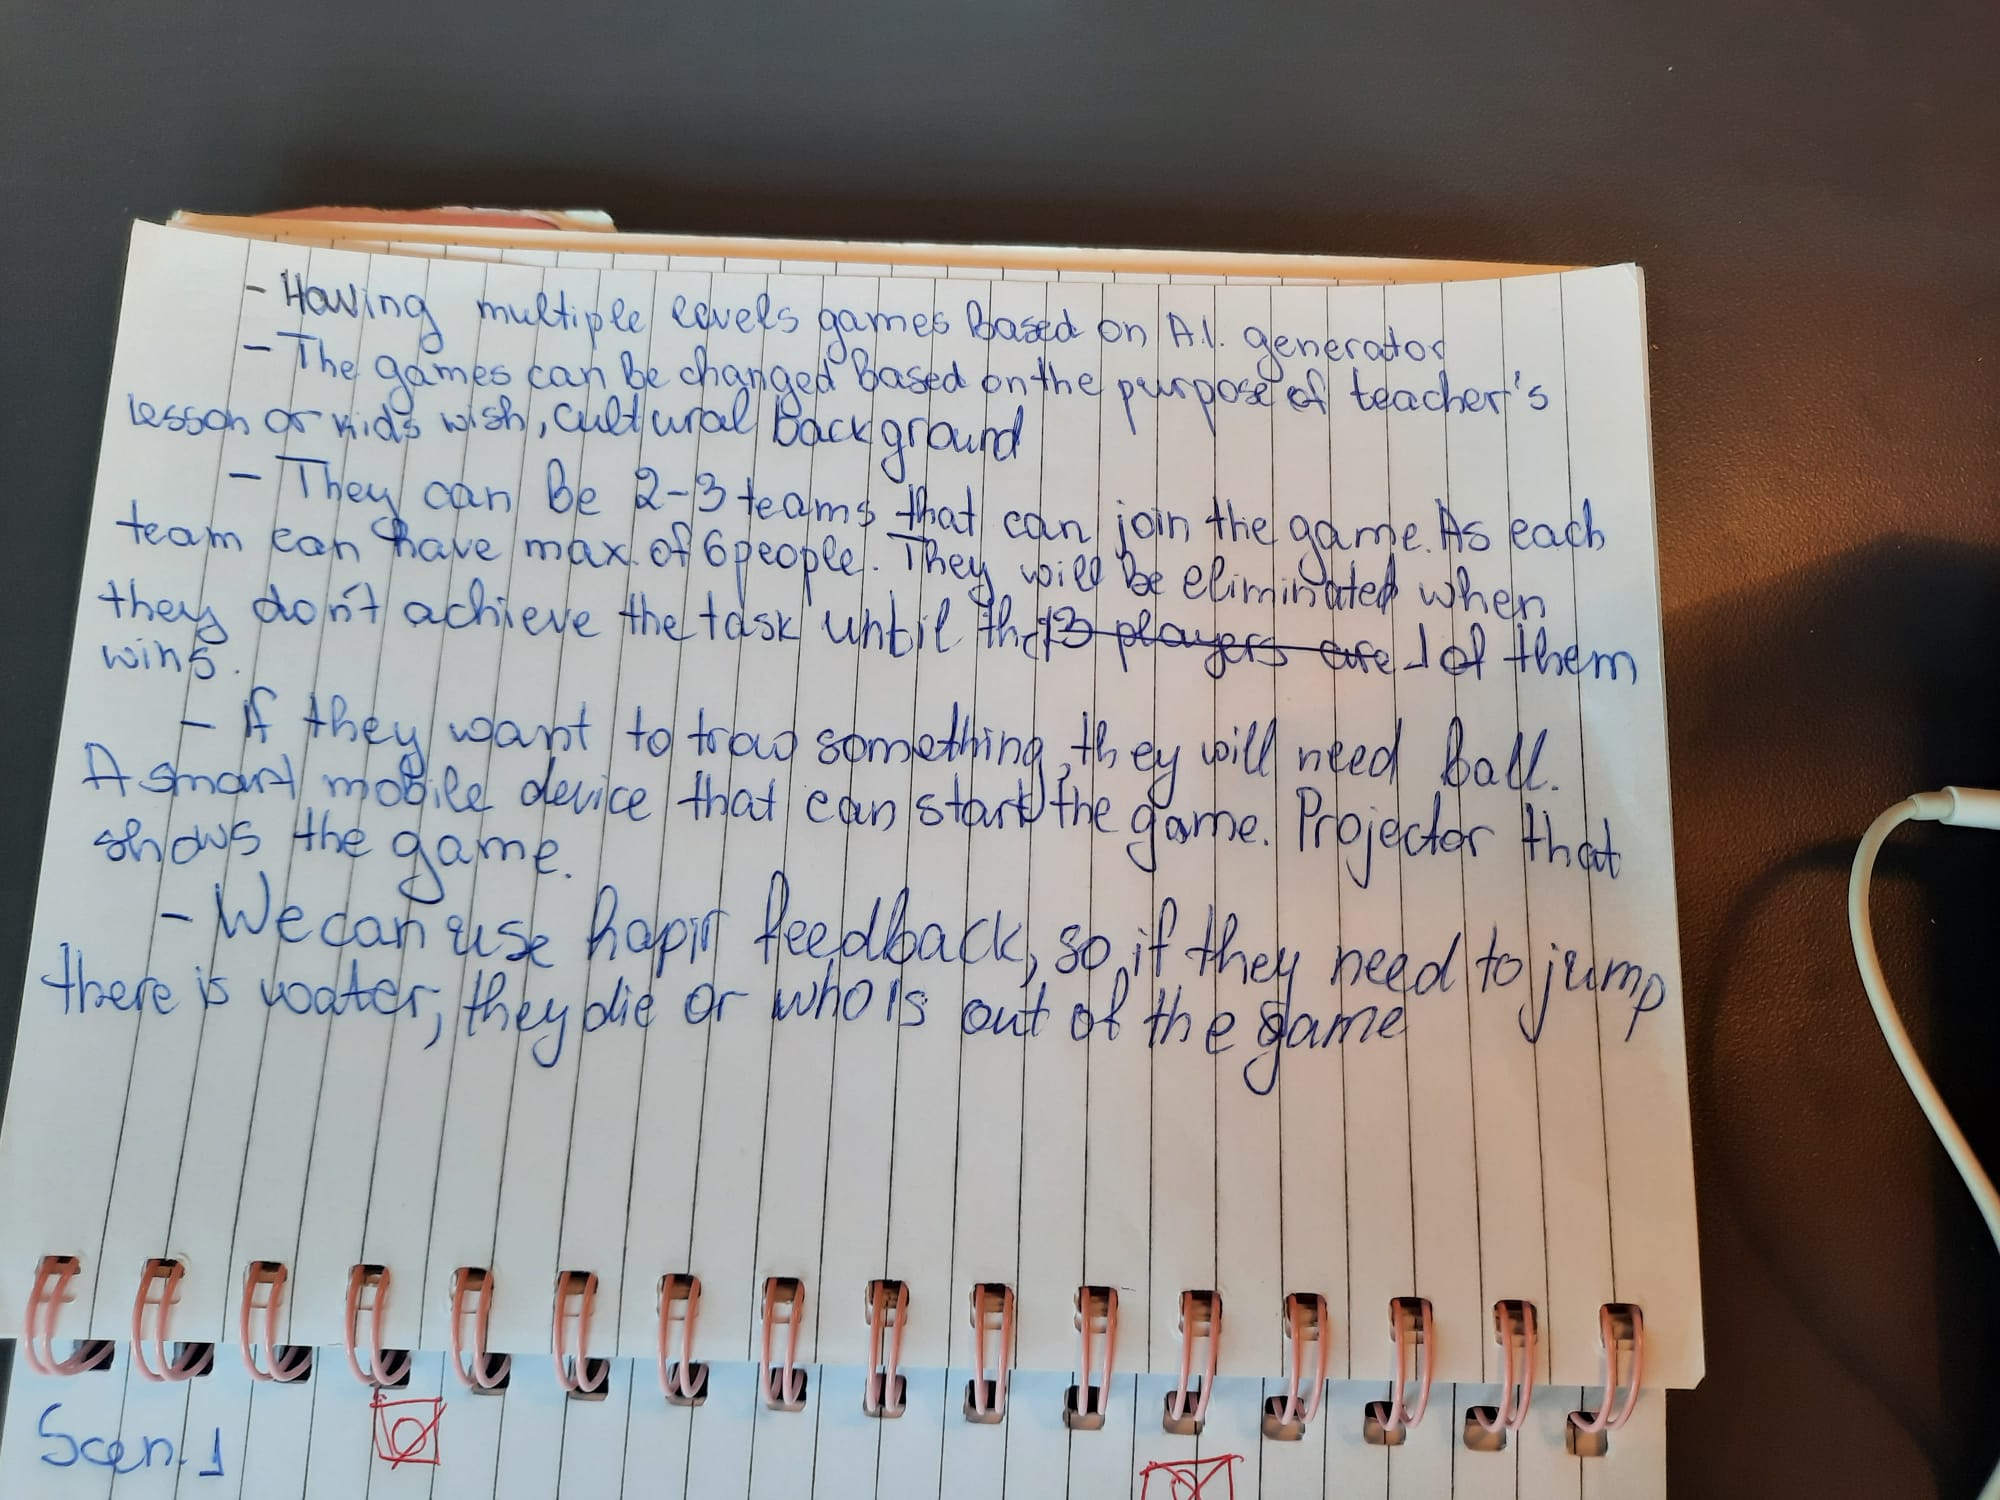 - Having multiple levels games Based on A.I. generator
- The games can Be changed Based on the purpose of teacher's
lesson or kids wish, cultural background
- They can Be 2-3 teams that can join the game. As each
team can have max. of 6 people. They will be eliminated when
they don't achieve the task until the 13 players are 1 of them
wins.
- If they want to trow something, they will need Ball.
A smart mobile device that can start the game. Projector that
shows the game.
- We can use hapir feedback, so, if they need to jump
there is water, they die or who is out of the game
Scen. 1